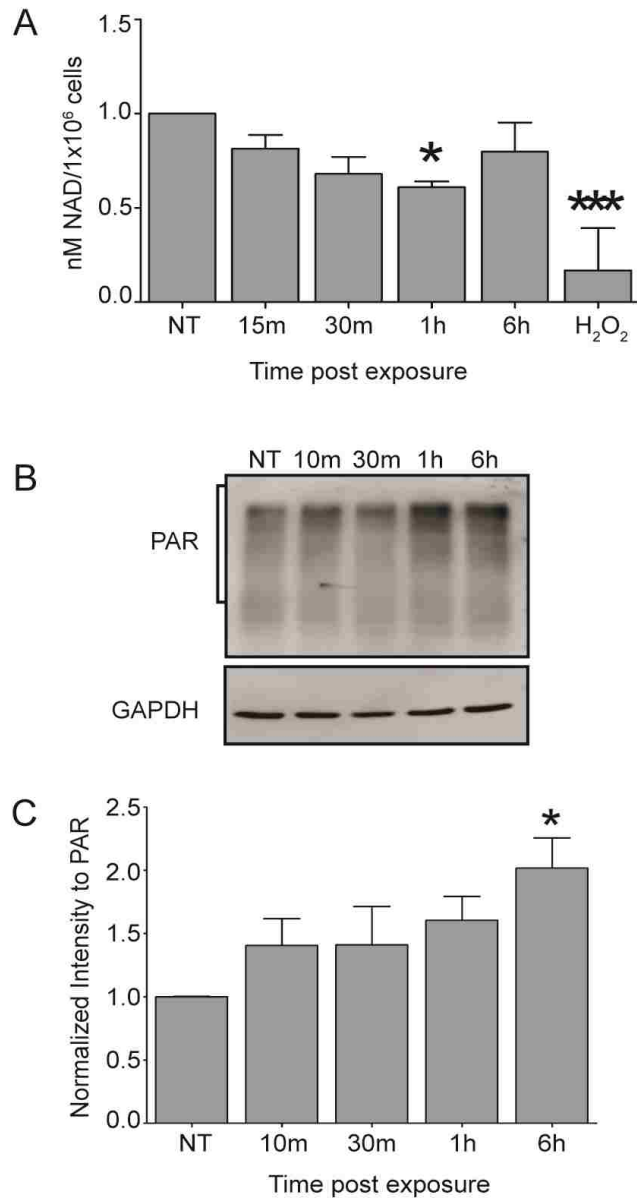 A
nM NAD/1x10⁶ cells
1.5
1.0
0.5
0.0
*
***
NT 15m 30m 1h 6h H₂O₂
Time post exposure
B
NT 10m 30m 1h 6h
PAR
GAPDH
C
Normalized Intensity to PAR
2.5
2.0
1.5
1.0
0.5
0.0
*
NT 10m 30m 1h 6h
Time post exposure